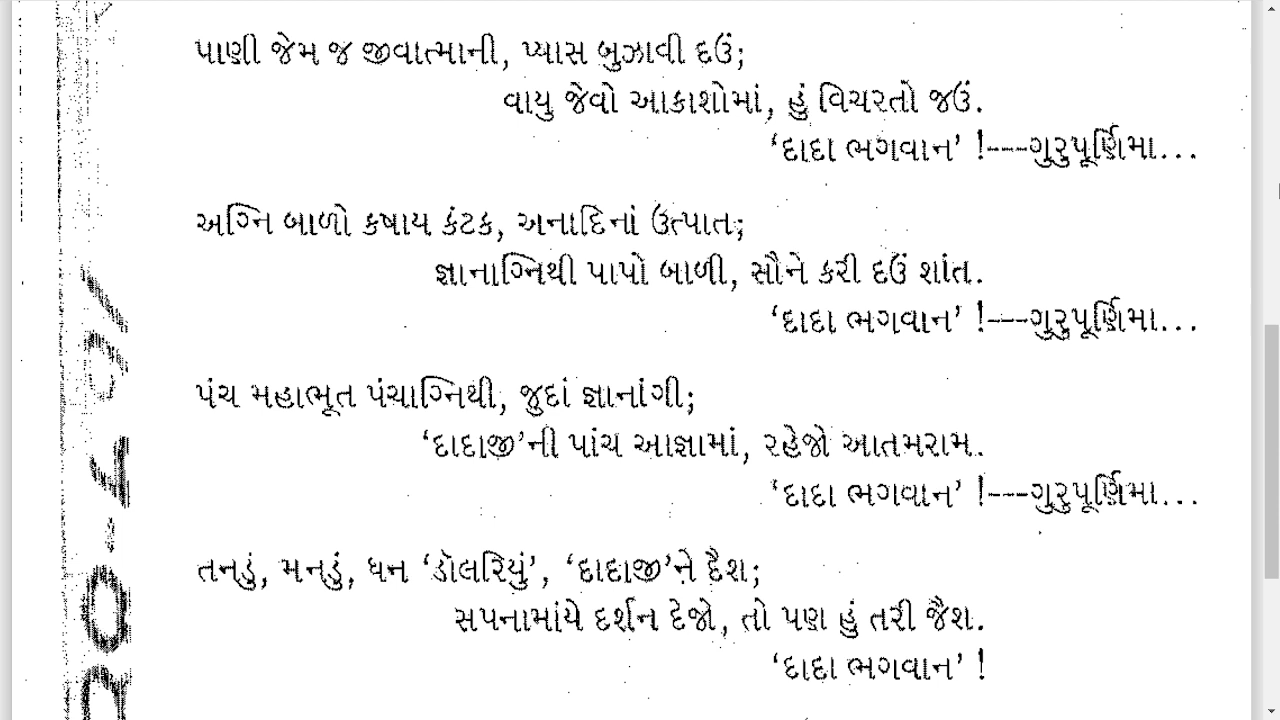 પાણી જેમ જ જીવાત્માની, પ્યાસ બુઝાવી દઉં;
વાયુ જેવો આકાશોમાં, હું વિચરતો જઉં.
‘દાદા ભગવાન’ !---ગુરુપૂર્ણિમા...
અગ્નિ બાળો કષાય કંટક, અનાદિનાં ઉત્પાત;
જ્ઞાનાગ્નિથી પાપો બાળી, સૌને કરી દઉં શાંત.
‘દાદા ભગવાન’ !---ગુરુપૂર્ણિમા...
પંચ મહાભૂત પંચાગ્નિથી, જુદાં જ્ઞાનાંગી;
‘દાદાજી’ની પાંચ આજ્ઞામાં, રહેજો આતમરામ.
‘દાદા ભગવાન’ !---ગુરુપૂર્ણિમા...
તનડું, મનડું, ધન ‘ડૉલરિયું’, ‘દાદાજી’ને દૈશ;
સપનામાંયે દર્શન દેજો, તો પણ હું તરી જૈશ.
‘દાદા ભગવાન’ !